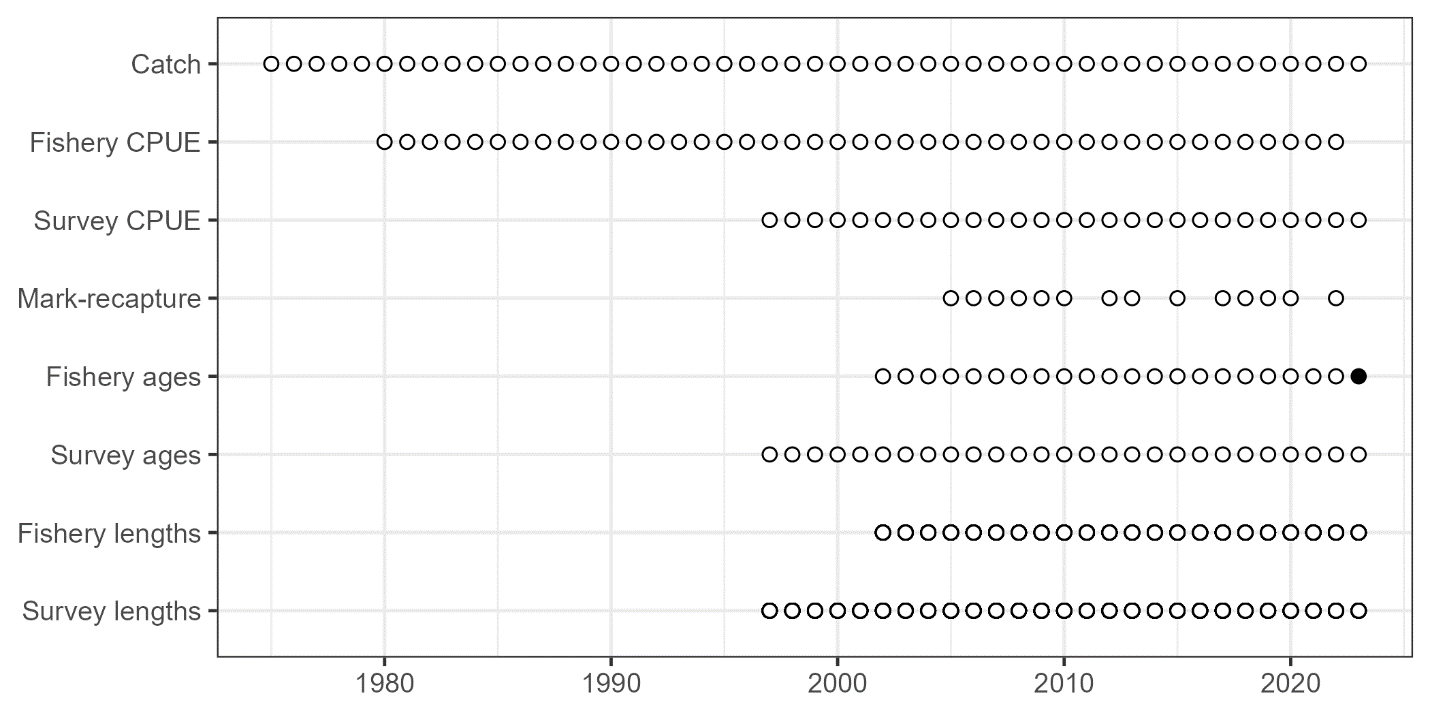 Catch
Fishery CPUE
Survey CPUE
Mark-recapture
Fishery ages
Survey ages
Fishery lengths
Survey lengths
1980 1990 2000 2010 2020